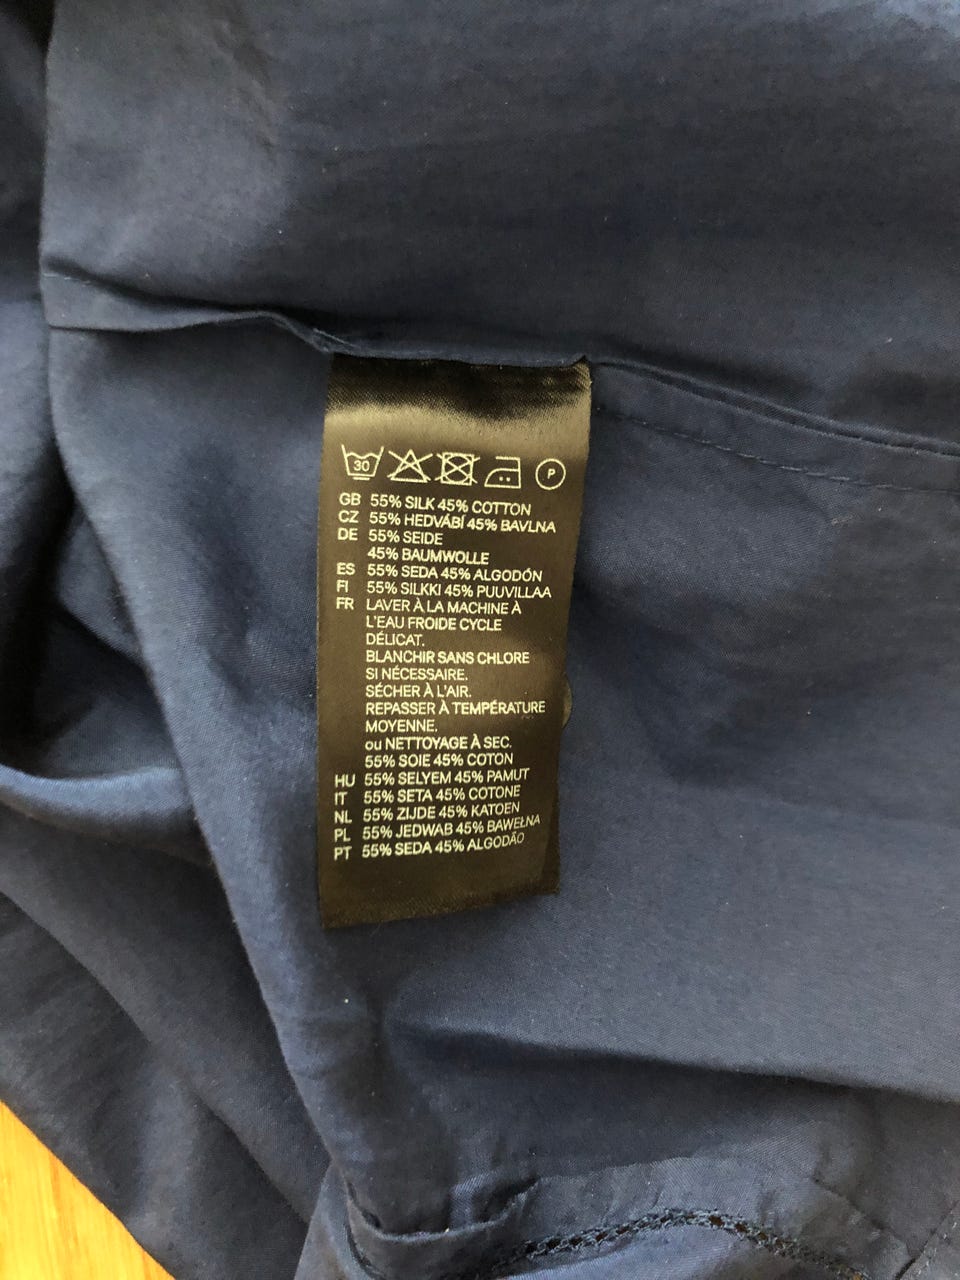 30 P
GB 55% SILK 45% COTTON
CZ 55% HEDVÁBÍ 45% BAVLNA
DE 55% SEIDE
45% BAUMWOLLE
ES 55% SEDA 45% ALGODÓN
FI 55% SILKKI 45% PUUVILLAA
FR LAVER À LA MACHINE À
L'EAU FROIDE CYCLE
DÉLICAT.
BLANCHIR SANS CHLORE
SI NÉCESSAIRE.
SÉCHER À L'AIR.
REPASSER À TEMPÉRATURE
MOYENNE.
ou NETTOYAGE À SEC.
55% SOIE 45% COTON
HU 55% SELYEM 45% PAMUT
IT 55% SETA 45% COTONE
NL 55% ZIJDE 45% KATOEN
PL 55% JEDWAB 45% BAWEŁNA
PT 55% SEDA 45% ALGODÃO